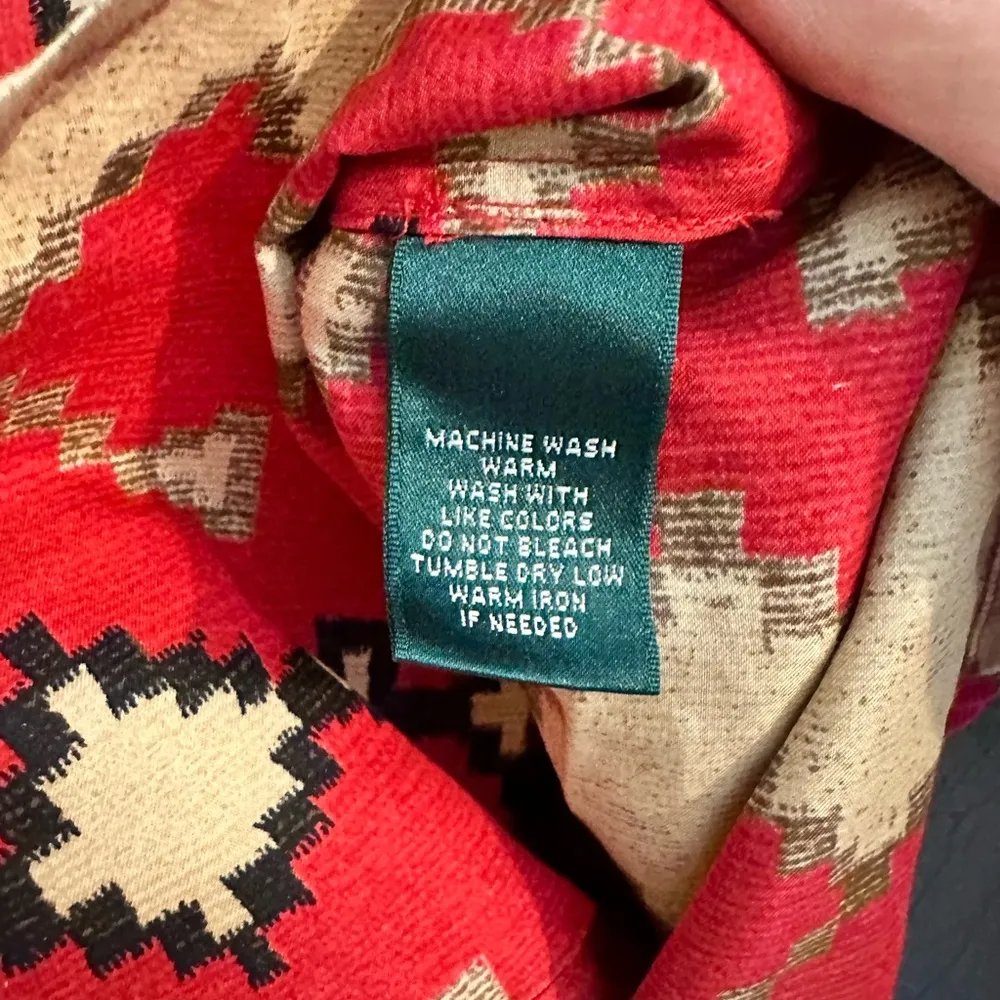 MACHINE WASH
WARM
WASH WITH
LIKE COLORS
DO NOT BLEACH
TUMBLE DRY LOW
WARM IRON
IF NEEDED